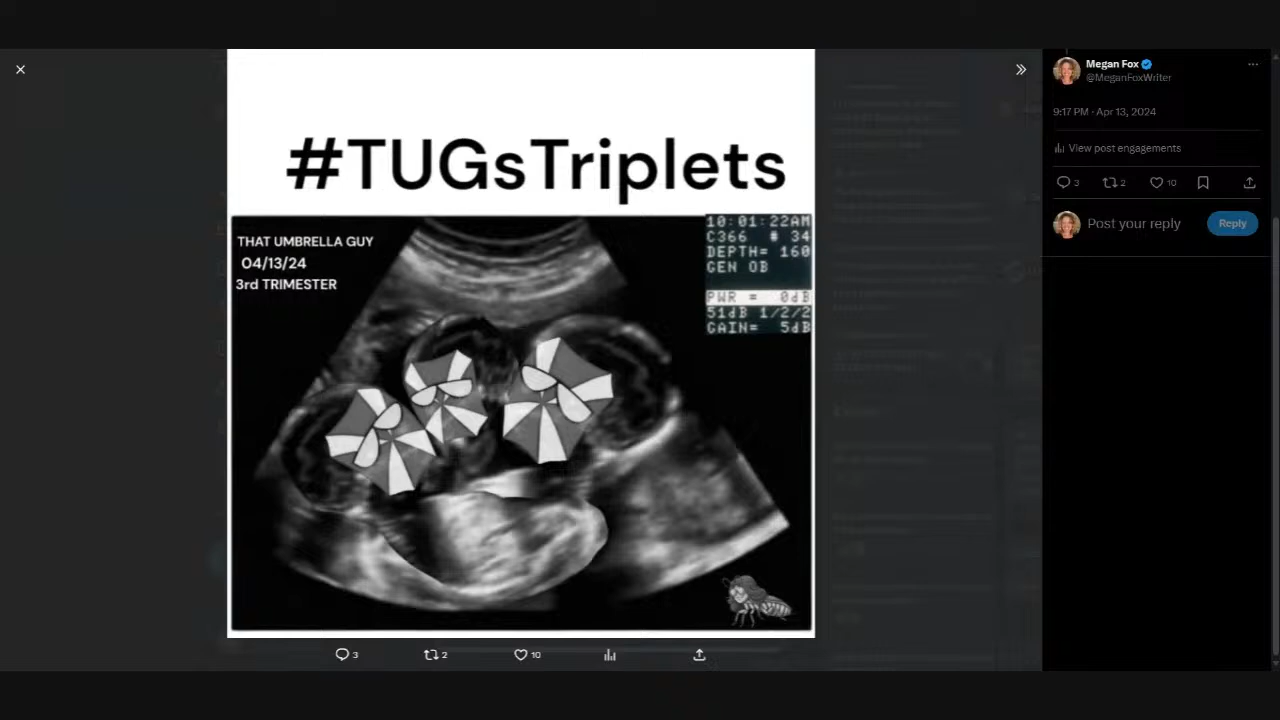 #TUGsTriplets
THAT UMBRELLA GUY
04/13/24
3rd TRIMESTER
10:01:22AM
C366 # 34
DEPTH= 160
GEN OB
PWR = 0dB
51dB 1/2/2
GAIN= 5dB
3
2
10
Megan Fox
@MeganFoxWriter
9:17 PM · Apr 13, 2024
View post engagements
3
2
10
Post your reply
Reply